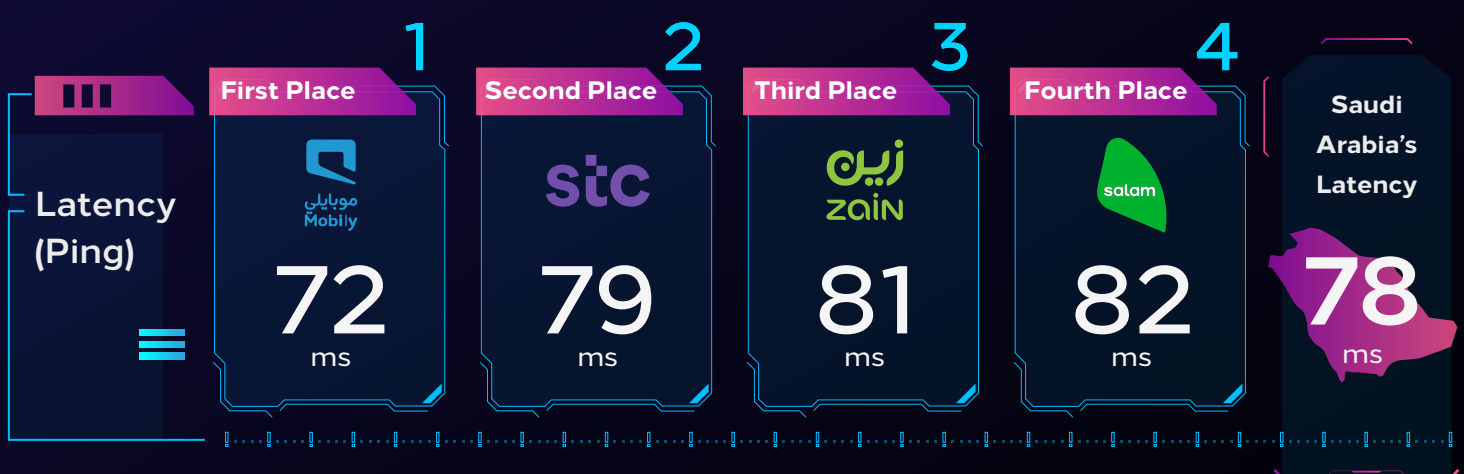 Latency
(Ping)
1
First Place
موبايلي
Mobily
72
ms
2
Second Place
stc
79
ms
3
Third Place
زين
zain
81
ms
4
Fourth Place
salam
82
ms
Saudi
Arabia's
Latency
78
ms